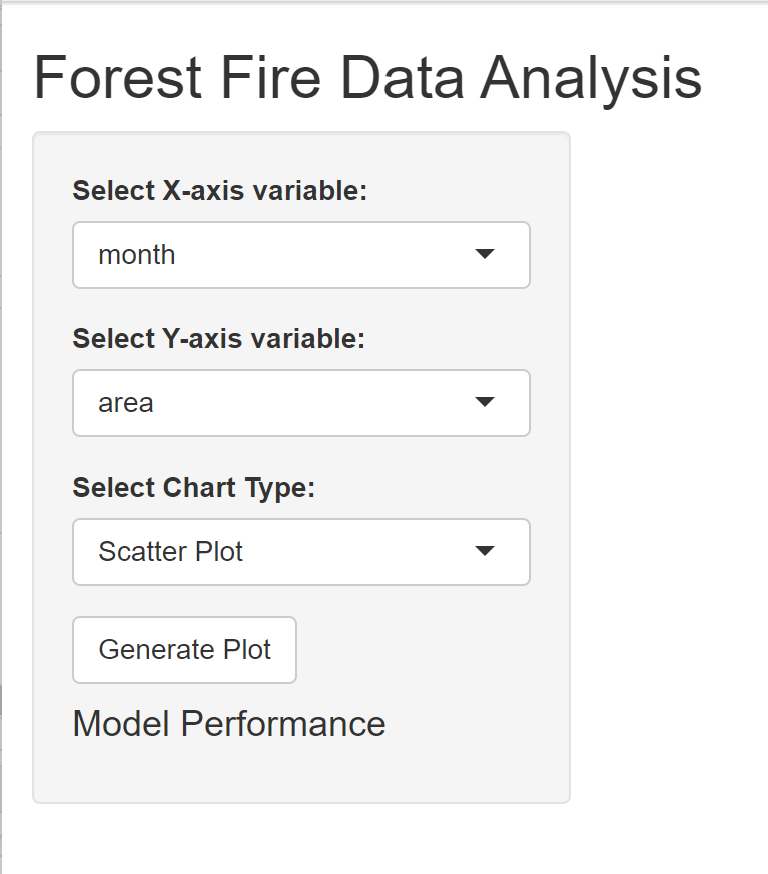 Forest Fire Data Analysis
Select X-axis variable:
month
Select Y-axis variable:
area
Select Chart Type:
Scatter Plot
Generate Plot
Model Performance